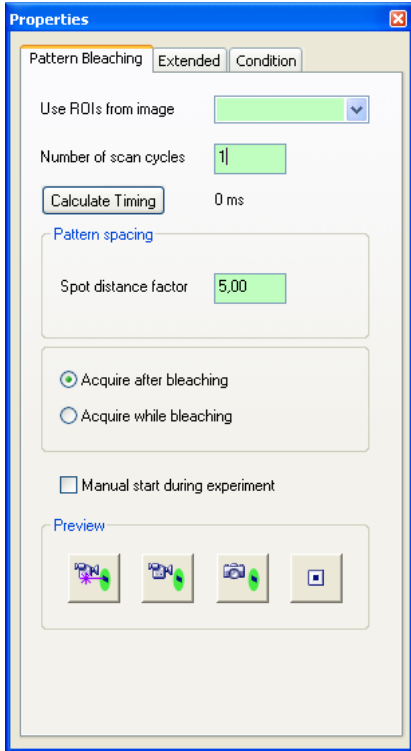 Properties
Pattern Bleaching Extended Condition
Use ROIs from image
Number of scan cycles 1
Calculate Timing 0 ms
Pattern spacing
Spot distance factor 5,00
Acquire after bleaching
Acquire while bleaching
Manual start during experiment
Preview